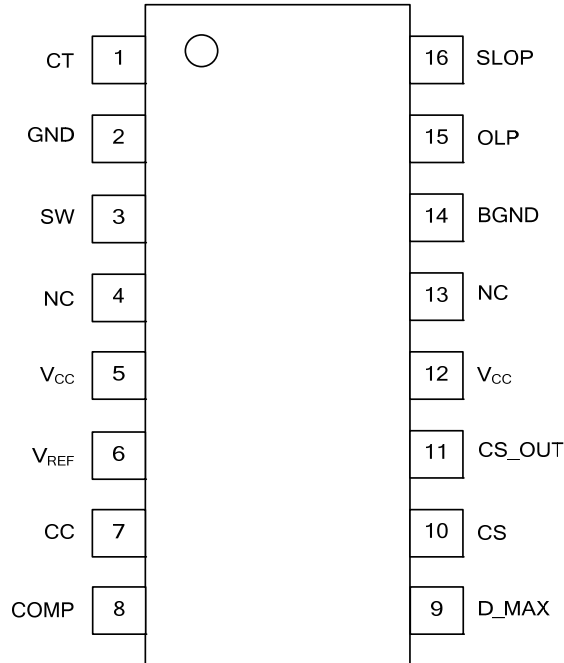 CT 1 16 SLOP
GND 2 15 OLP
SW 3 14 BGND
NC 4 13 NC
VCC 5 12 VCC
VREF 6 11 CS_OUT
CC 7 10 CS
COMP 8 9 D_MAX